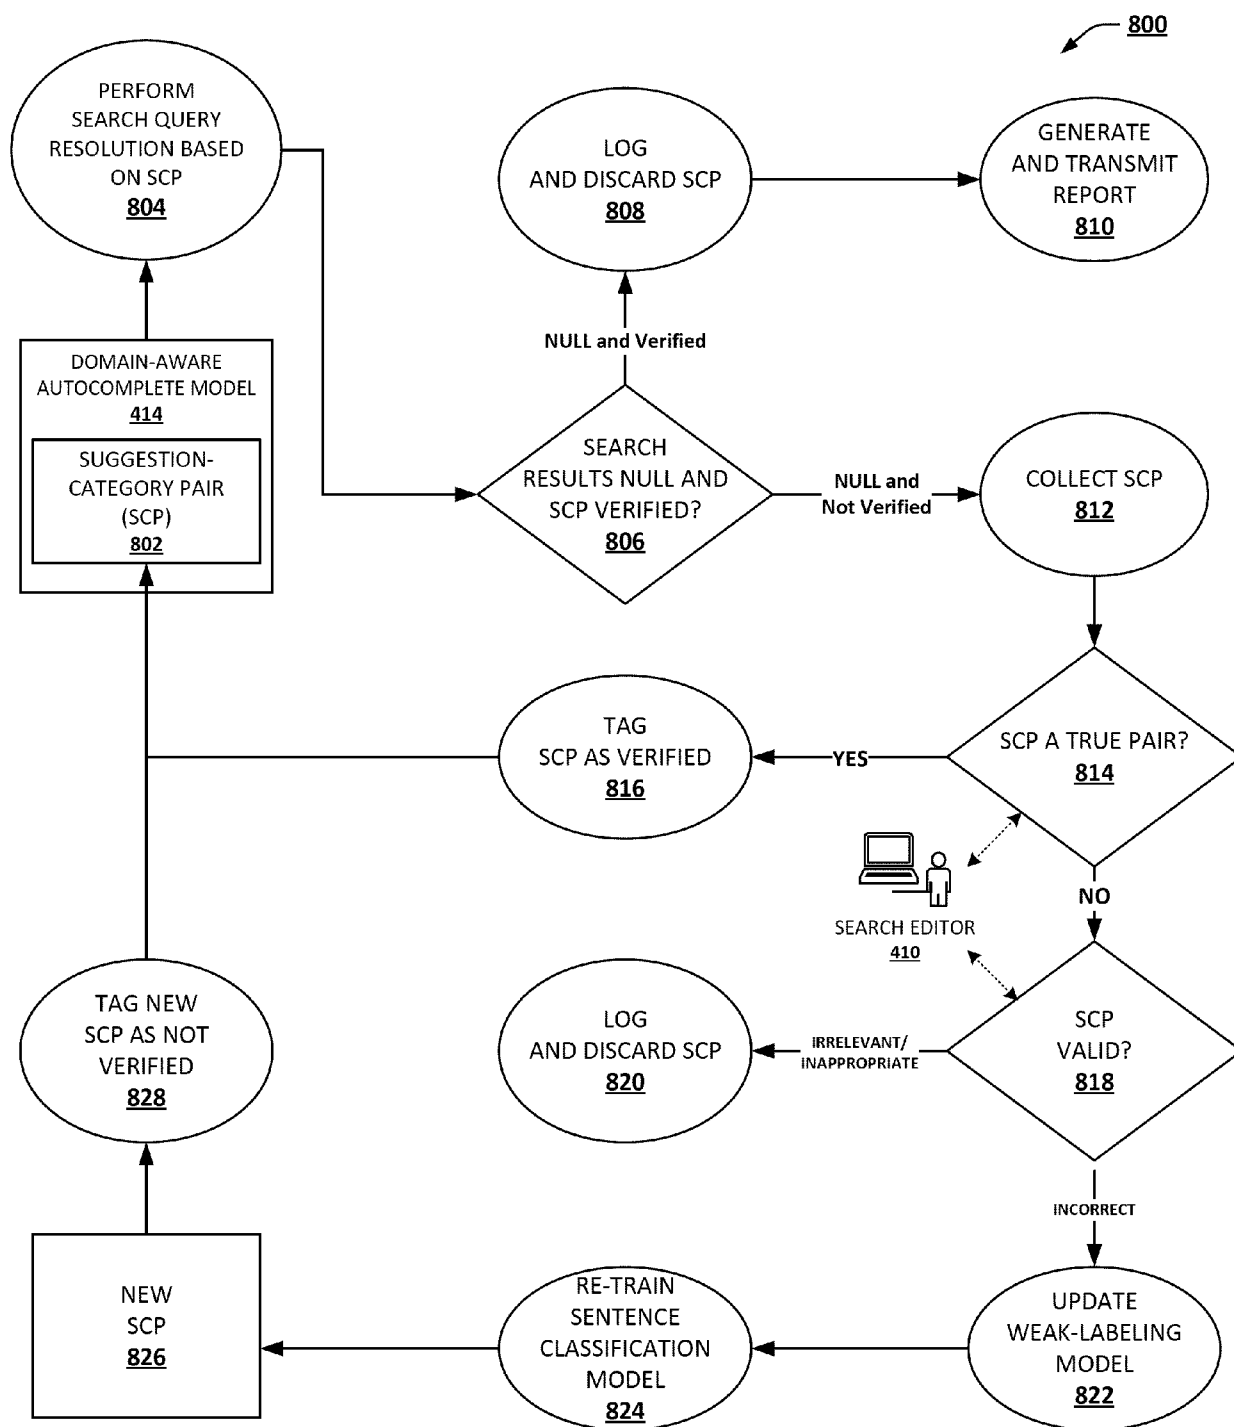 800
PERFORM
SEARCH QUERY
RESOLUTION BASED
ON SCP
804
LOG
AND DISCARD SCP
808
GENERATE
AND TRANSMIT
REPORT
810
NULL and Verified
DOMAIN-AWARE
AUTOCOMPLETE MODEL
414
SUGGESTION-
CATEGORY PAIR
(SCP)
802
SEARCH
RESULTS NULL AND
SCP VERIFIED?
806
NULL and
Not Verified
COLLECT SCP
812
TAG
SCP AS VERIFIED
816
YES
SCP A TRUE PAIR?
814
NO
SEARCH EDITOR
410
TAG NEW
SCP AS NOT
VERIFIED
828
LOG
AND DISCARD SCP
820
IRRELEVANT/
INAPPROPRIATE
SCP
VALID?
818
INCORRECT
NEW
SCP
826
RE-TRAIN
SENTENCE
CLASSIFICATION
MODEL
824
UPDATE
WEAK-LABELING
MODEL
822